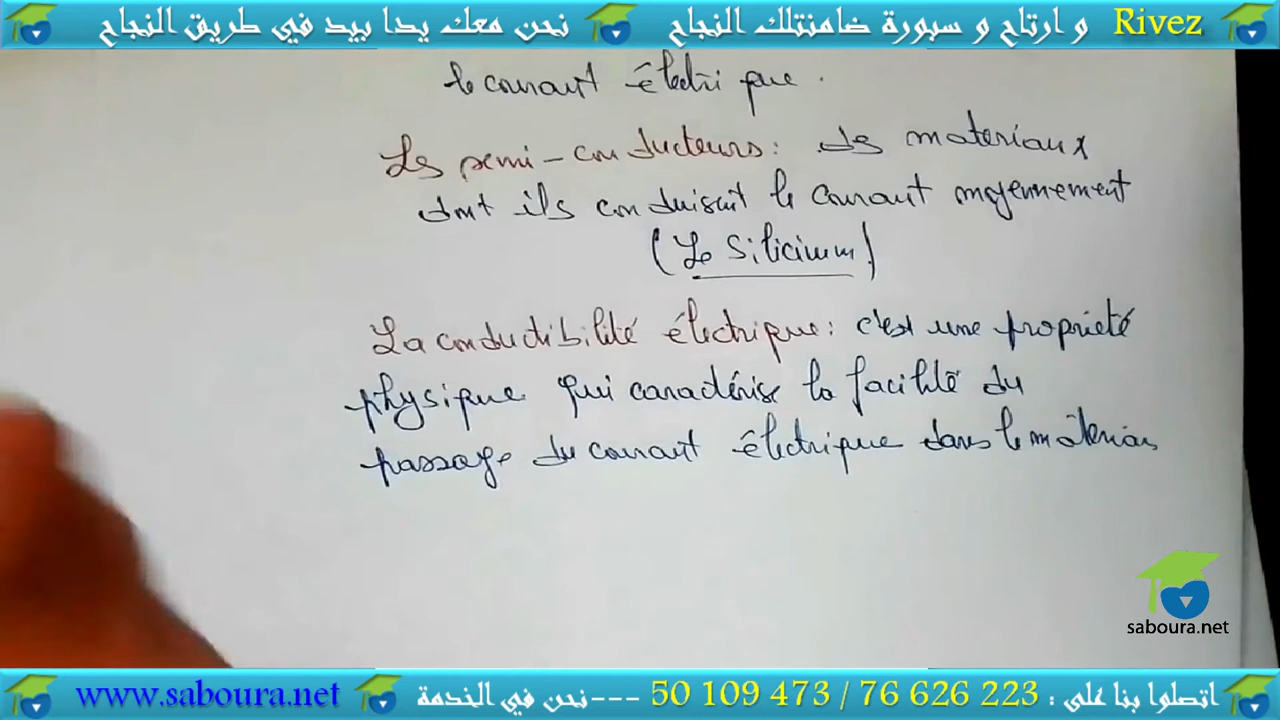 Rivez و ارتاح و سبورة ضامنتلك النجاح نحن معك يدا بيد في طريق النجاح
le courant électrique.
Les semi-conducteurs: des materiaux
dont ils conduisent le courant moyennement
(Le Silicium)
La conductibilité électrique: c'est une propriété
physique qui caractérise la facilité du
passage du courant électrique dans le matériau
saboura.net
اتصلوا بنا على : 50 109 473 / 76 626 223 ---نحن في الخدمة www.saboura.net